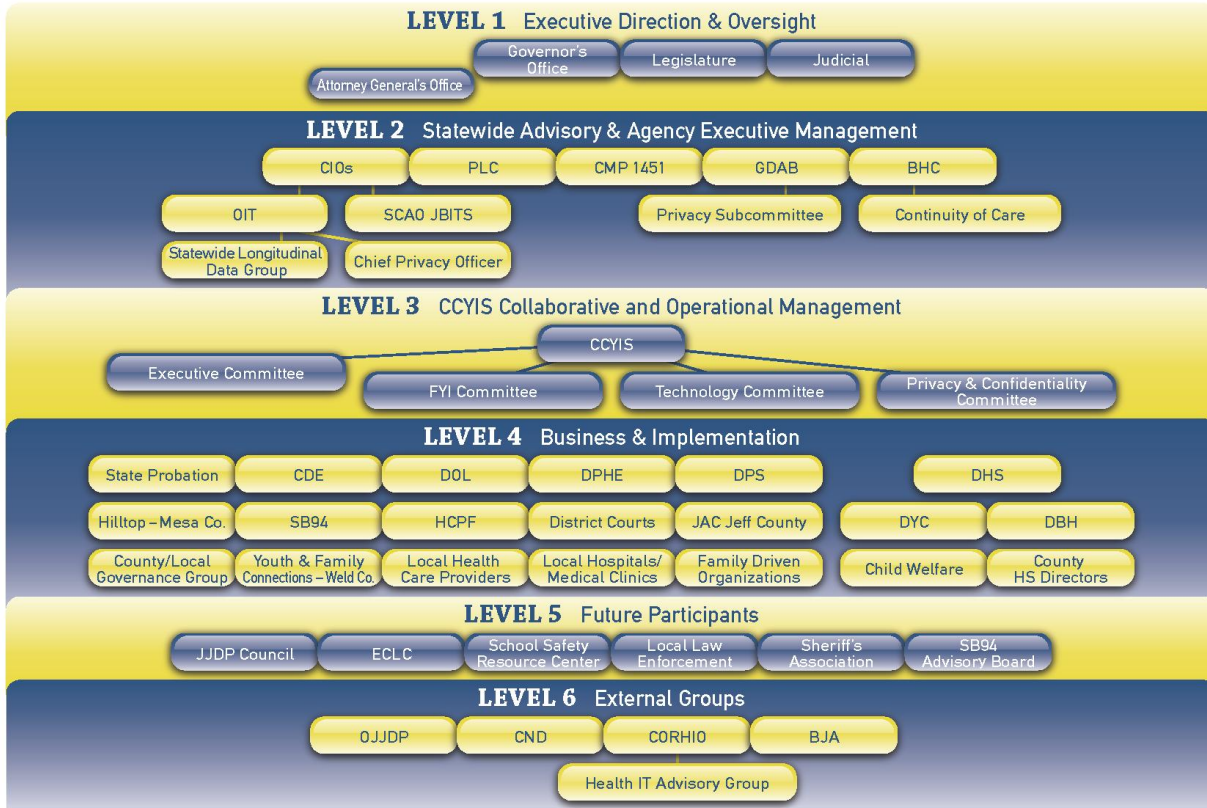 LEVEL 1 Executive Direction & Oversight
Governor's
Office
Legislature
Judicial
Attorney General's Office
LEVEL 2 Statewide Advisory & Agency Executive Management
CIOs
PLC
CMP 1451
GDAB
BHC
OIT
SCAO JBITS
Privacy Subcommittee
Continuity of Care
Statewide Longitudinal
Data Group
Chief Privacy Officer
LEVEL 3 CCYIS Collaborative and Operational Management
CCYIS
Executive Committee
FYI Committee
Technology Committee
Privacy & Confidentiality
Committee
LEVEL 4 Business & Implementation
State Probation
CDE
DOL
DPHE
DPS
DHS
Hilltop – Mesa Co.
SB94
HCPF
District Courts
JAC Jeff County
DYC
DBH
County/Local
Governance Group
Youth & Family
Connections – Weld Co.
Local Health
Care Providers
Local Hospitals/
Medical Clinics
Family Driven
Organizations
Child Welfare
County
HS Directors
LEVEL 5 Future Participants
JJDP Council
ECLC
School Safety
Resource Center
Local Law
Enforcement
Sheriff's
Association
SB94
Advisory Board
LEVEL 6 External Groups
OJJDP
CND
CORHIO
BJA
Health IT Advisory Group